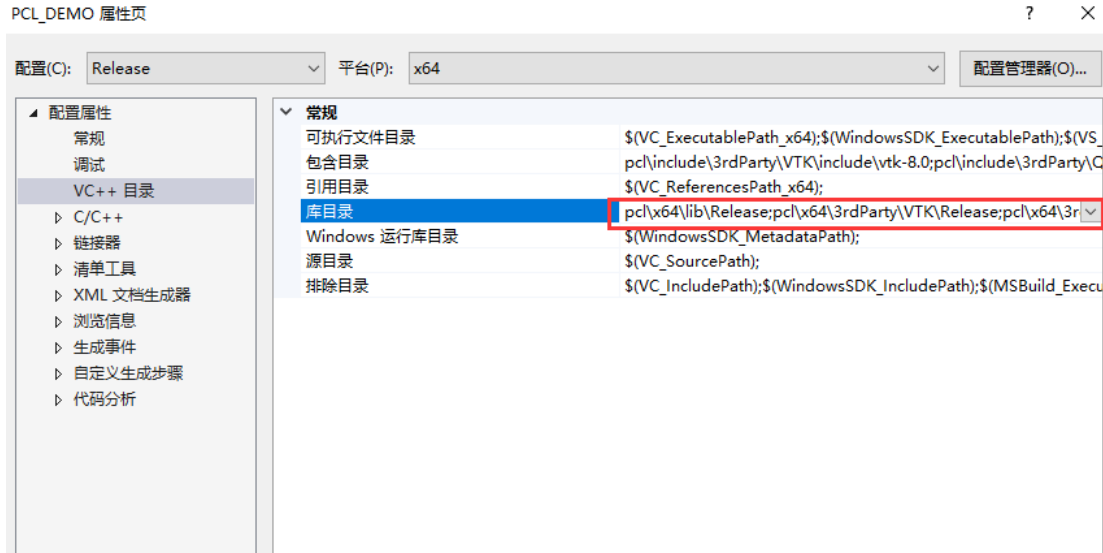 PCL_DEMO 属性页
配置(C): Release 平台(P): x64 配置管理器(O)...
配置属性
常规
调试
VC++ 目录
C/C++
链接器
清单工具
XML 文档生成器
浏览信息
生成事件
自定义生成步骤
代码分析
常规
可执行文件目录 $(VC_ExecutablePath_x64);$(WindowsSDK_ExecutablePath);$(VS_
包含目录 pcl\include\3rdParty\VTK\include\vtk-8.0;pcl\include\3rdParty\Q
引用目录 $(VC_ReferencesPath_x64);
库目录 pcl\x64\lib\Release;pcl\x64\3rdParty\VTK\Release;pcl\x64\3r
Windows 运行库目录 $(WindowsSDK_MetadataPath);
源目录 $(VC_SourcePath);
排除目录 $(VC_IncludePath);$(WindowsSDK_IncludePath);$(MSBuild_Execu